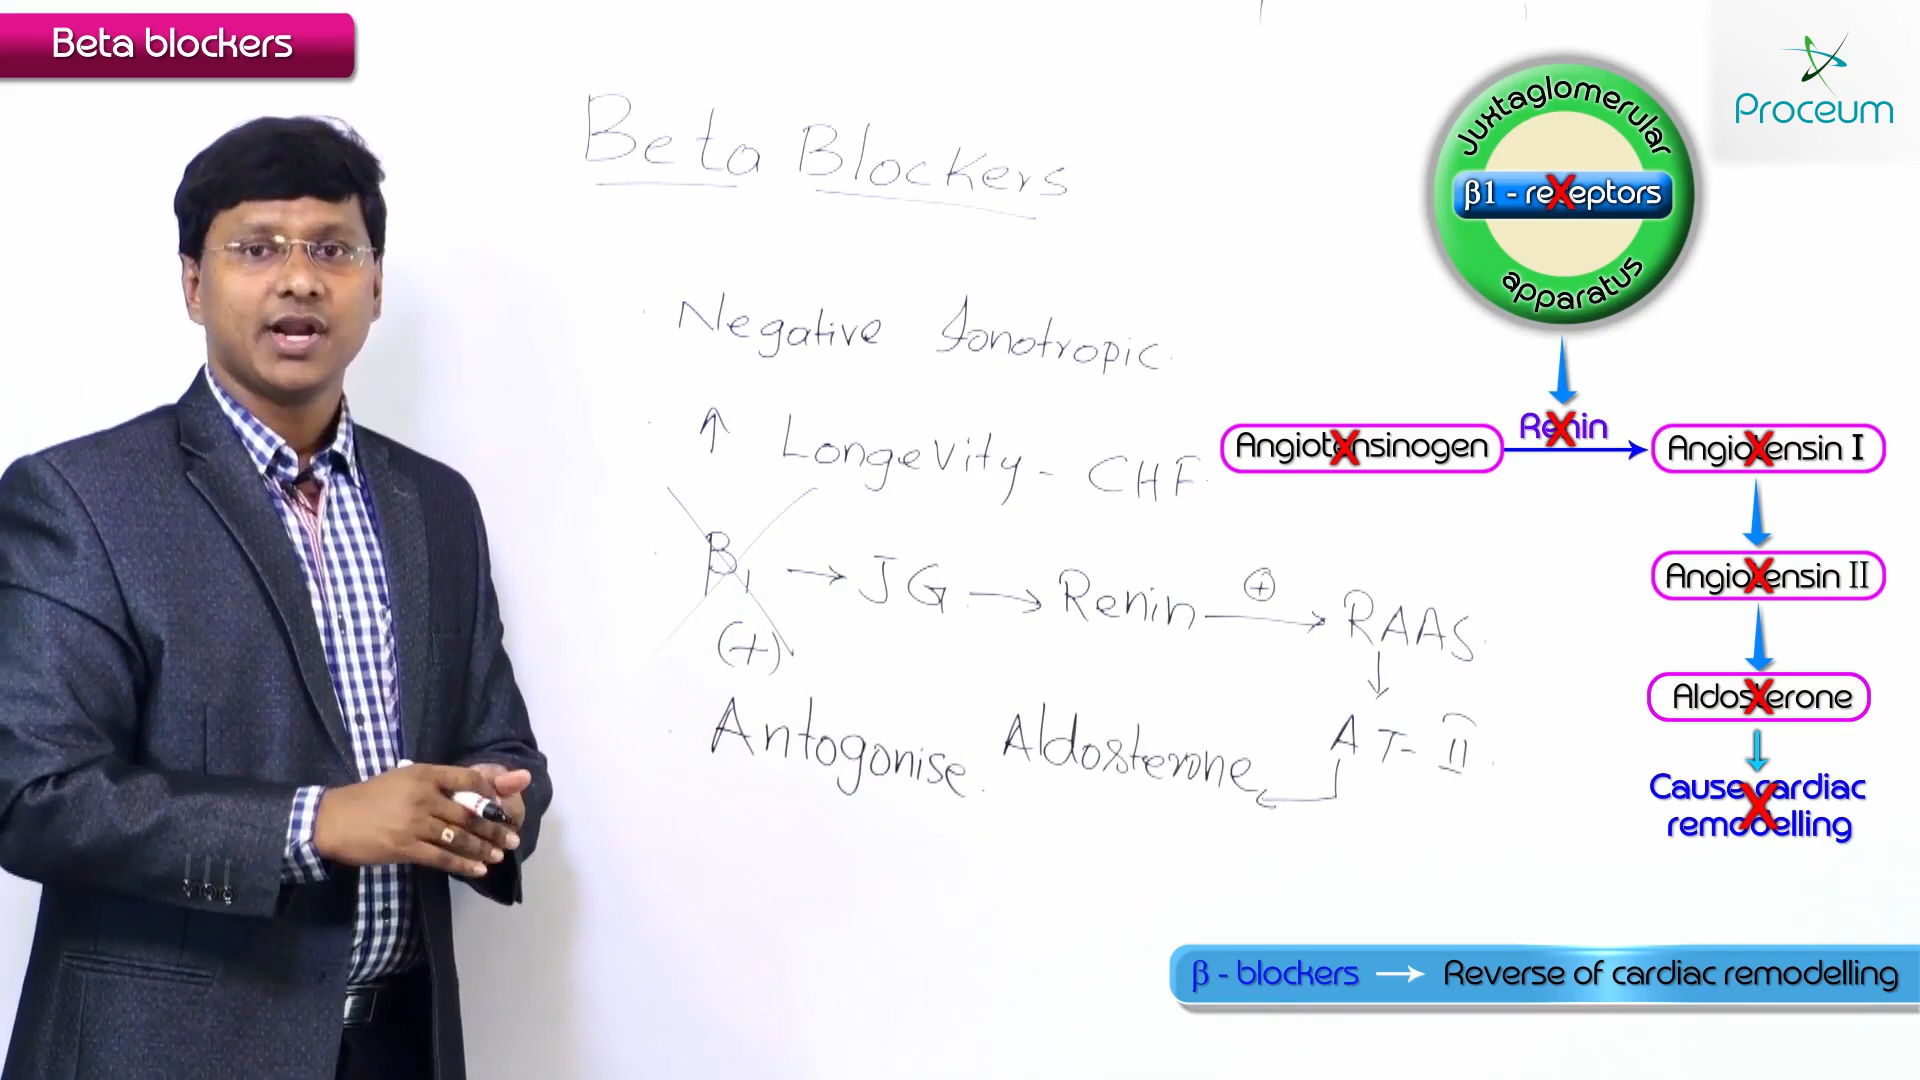 Beta blockers
Proceum
Beta Blockers
Negative Ionotropic
↑ Longevity - CHF
β1 → JG → Renin ⊕→ RAAS
(+)
↓
Antogonise Aldosterone ← AT-II
Juxtaglomerular
β1 - receptors
apparatus
Renin
Angiotensinogen → Angiotensin I
Angiotensin II
Aldosterone
Cause cardiac
remodelling
β - blockers → Reverse of cardiac remodelling